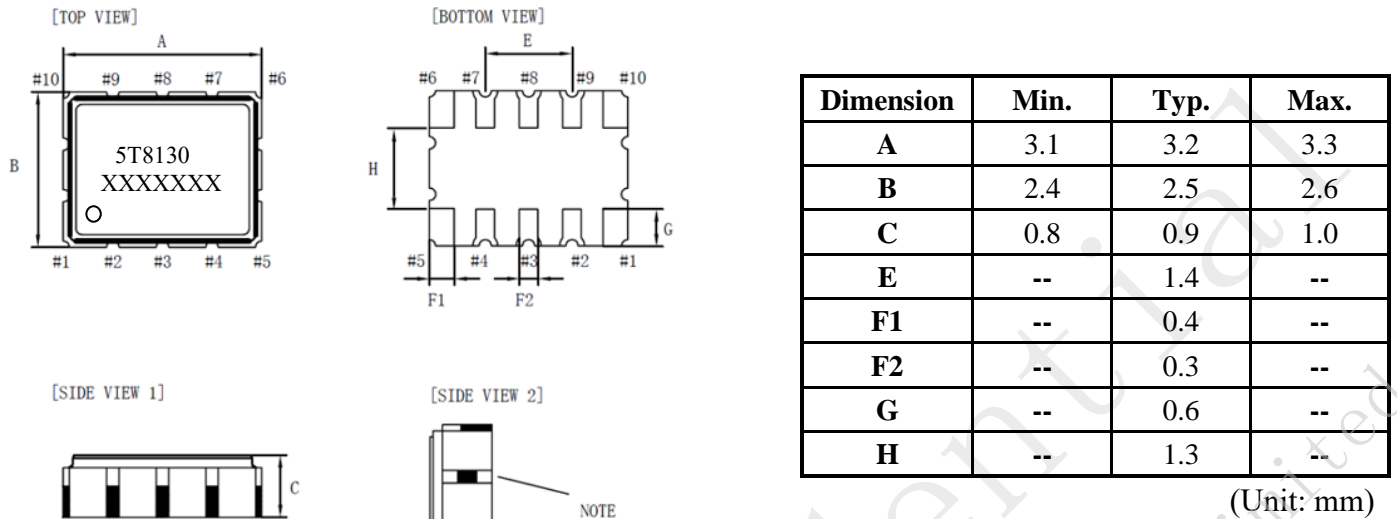 [TOP VIEW]
A
#10 #9 #8 #7 #6
B
5T8130
XXXXXXX
#1 #2 #3 #4 #5
[BOTTOM VIEW]
E
#6 #7 #8 #9 #10
H
G
#5 #4 #3 #2 #1
F1 F2
[SIDE VIEW 1]
C
[SIDE VIEW 2]
NOTE
Dimension Min. Typ. Max.
A 3.1 3.2 3.3
B 2.4 2.5 2.6
C 0.8 0.9 1.0
E -- 1.4 --
F1 -- 0.4 --
F2 -- 0.3 --
G -- 0.6 --
H -- 1.3 --
(Unit: mm)